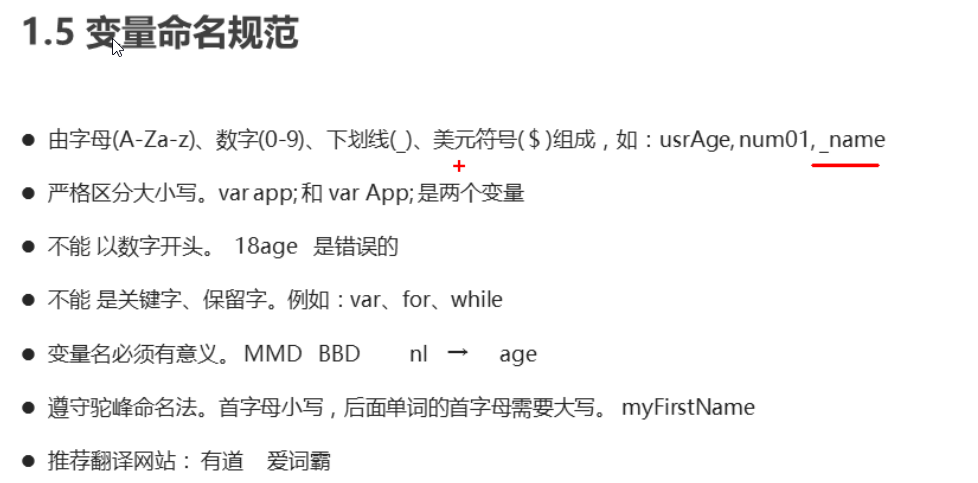 1.5 变量命名规范
● 由字母(A-Za-z)、数字(0-9)、下划线(_)、美元符号($)组成，如：usrAge, num01, _name
● 严格区分大小写。var app; 和 var App; 是两个变量
● 不能 以数字开头。 18age 是错误的
● 不能 是关键字、保留字。例如：var、for、while
● 变量名必须有意义。 MMD BBD nl → age
● 遵守驼峰命名法。首字母小写，后面单词的首字母需要大写。 myFirstName
● 推荐翻译网站： 有道 爱词霸